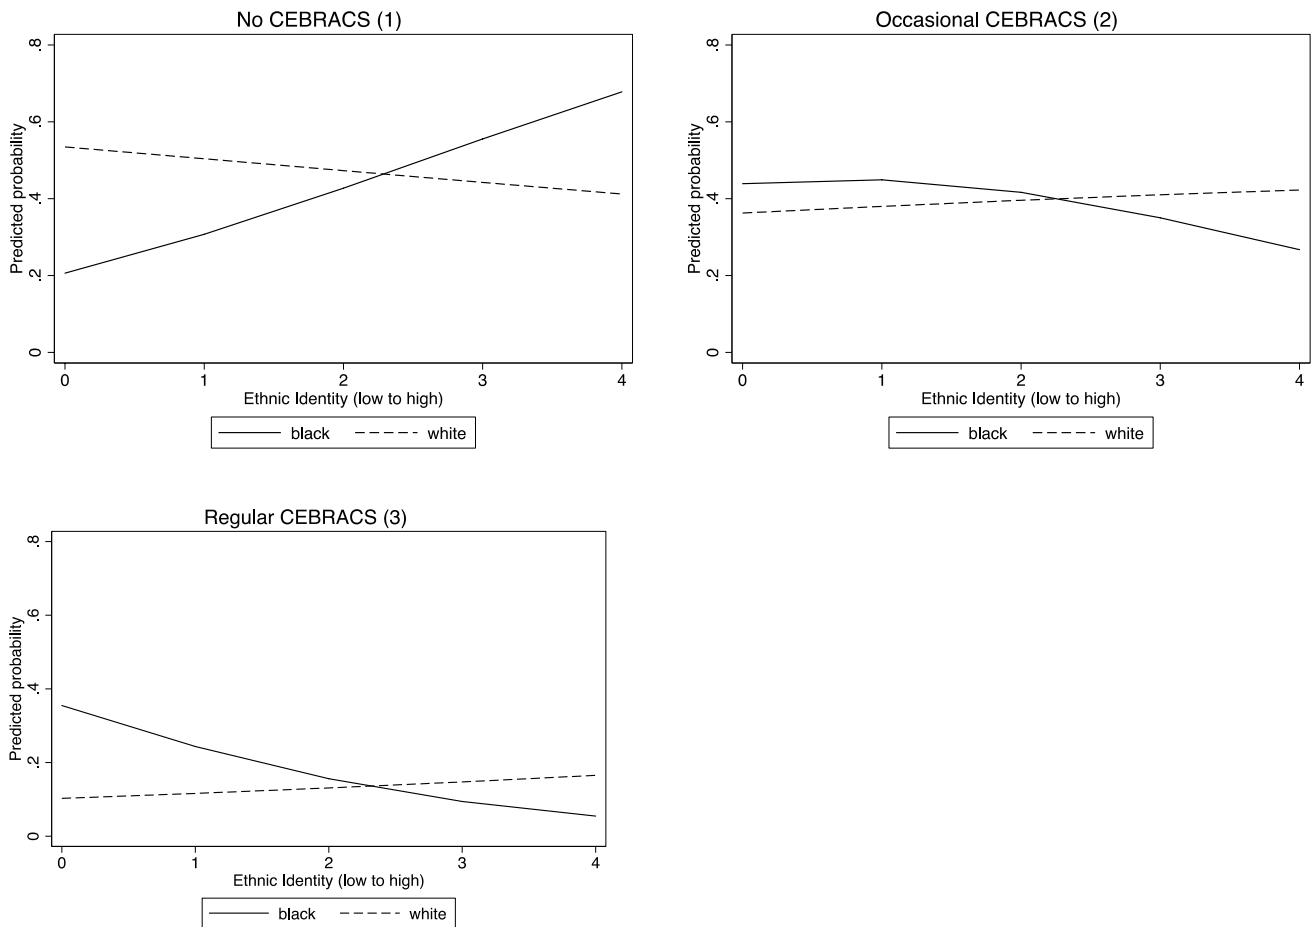 No CEBRACS (1)
Predicted probability
0 .2 .4 .6 .8
0 1 2 3 4
Ethnic Identity (low to high)
black white
Occasional CEBRACS (2)
Predicted probability
0 .2 .4 .6 .8
0 1 2 3 4
Ethnic Identity (low to high)
black white
Regular CEBRACS (3)
Predicted probability
0 .2 .4 .6 .8
0 1 2 3 4
Ethnic Identity (low to high)
black white